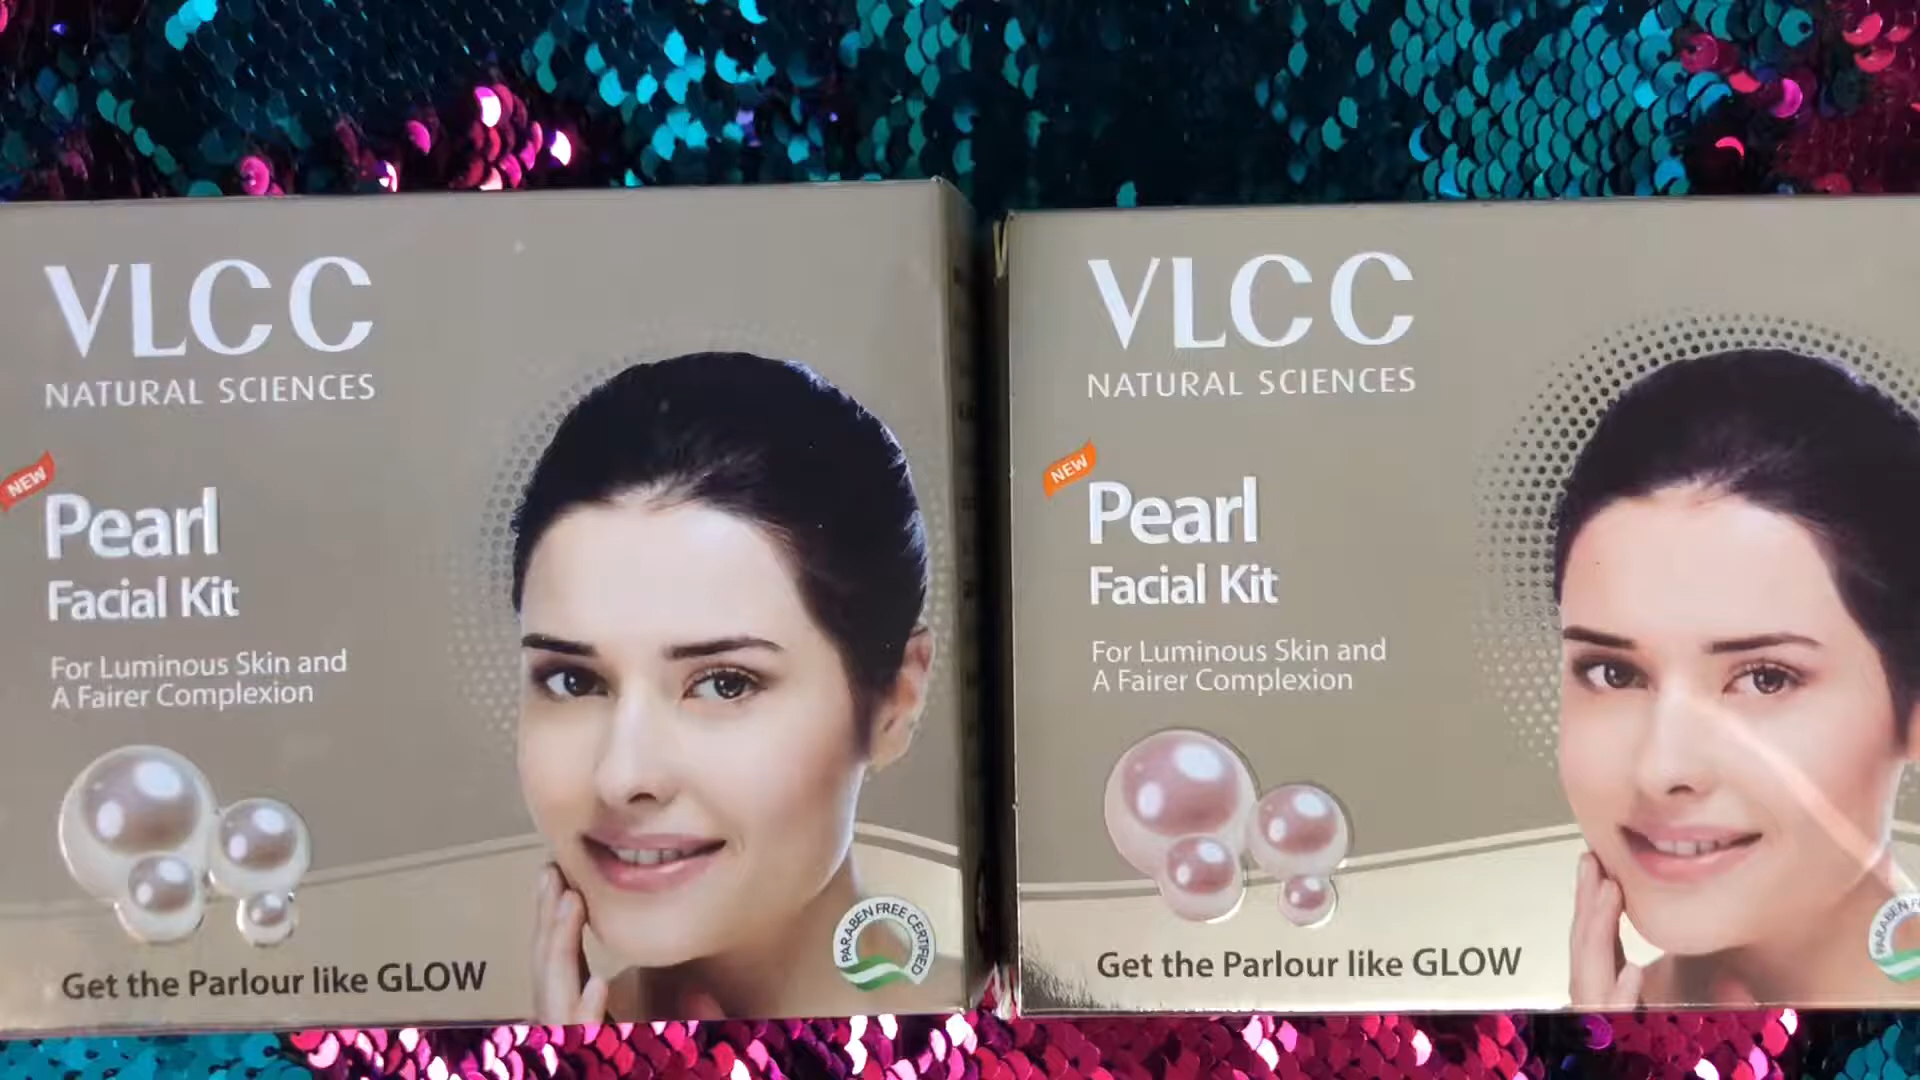 VLCC
NATURAL SCIENCES
NEW
Pearl
Facial Kit
For Luminous Skin and
A Fairer Complexion
Get the Parlour like GLOW
PARABEN FREE CERTIFIED
VLCC
NATURAL SCIENCES
NEW
Pearl
Facial Kit
For Luminous Skin and
A Fairer Complexion
Get the Parlour like GLOW
PARABEN